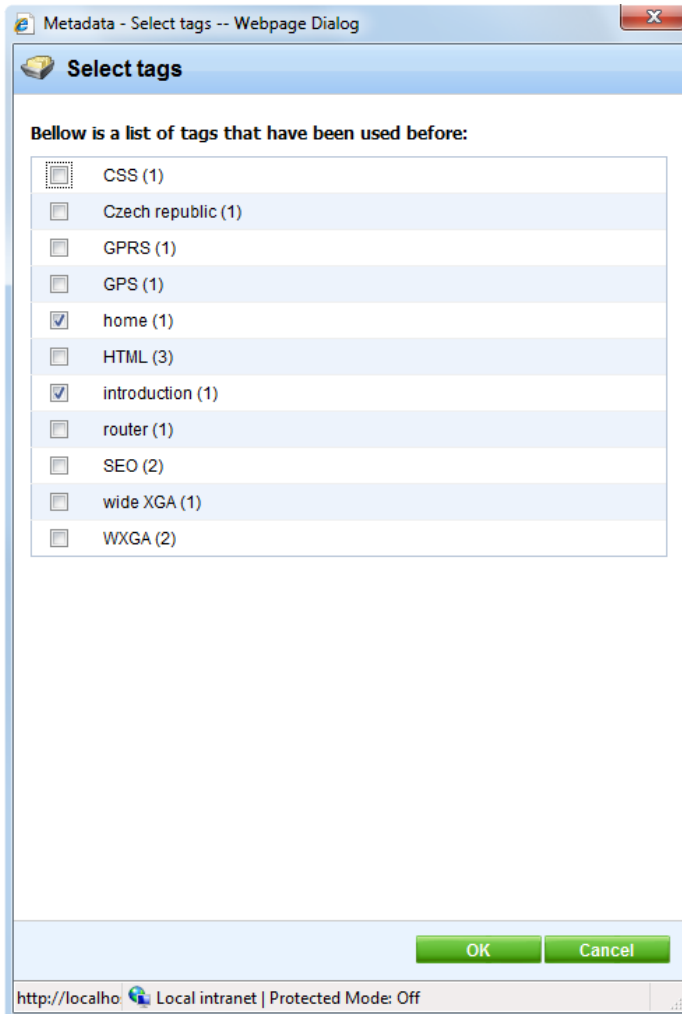 Metadata - Select tags -- Webpage Dialog
Select tags
Bellow is a list of tags that have been used before:
CSS (1)
Czech republic (1)
GPRS (1)
GPS (1)
home (1)
HTML (3)
introduction (1)
router (1)
SEO (2)
wide XGA (1)
WXGA (2)
OK Cancel
http://localho Local intranet | Protected Mode: Off